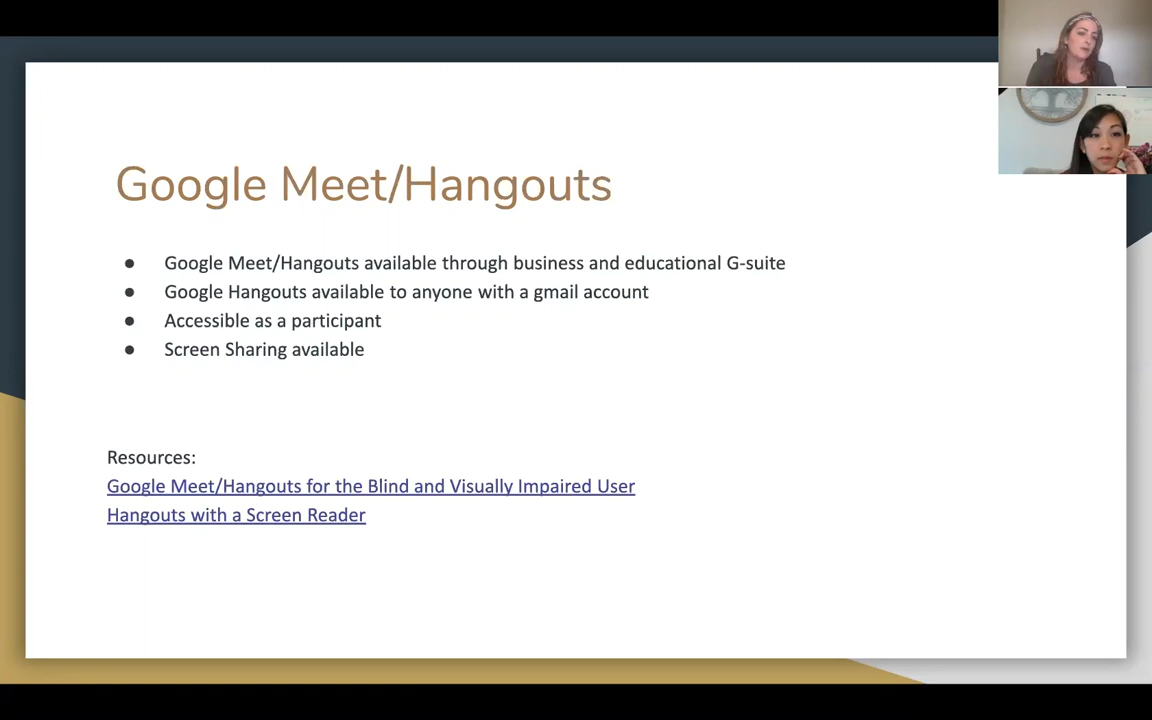 Google Meet/Hangouts
● Google Meet/Hangouts available through business and educational G-suite
● Google Hangouts available to anyone with a gmail account
● Accessible as a participant
● Screen Sharing available
Resources:
Google Meet/Hangouts for the Blind and Visually Impaired User
Hangouts with a Screen Reader